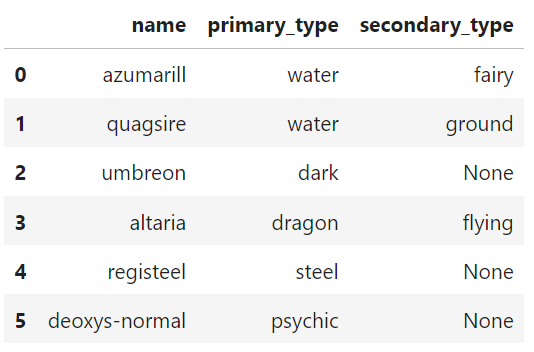 name primary_type secondary_type
0 azumarill water fairy
1 quagsire water ground
2 umbreon dark None
3 altaria dragon flying
4 registeel steel None
5 deoxys-normal psychic None